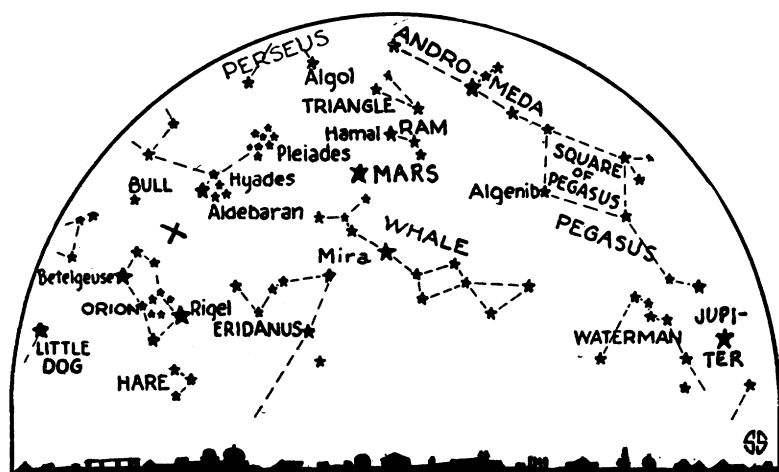 PERSEUS
Algol
ANDRO-
MEDA
TRIANGLE
Hamal
RAM
Pleiades
MARS
SQUARE
OF
PEGASUS
BULL
Hyades
Algenib
Aldebaran
WHALE
PEGASUS
Mira
Betelgeuse
ORION
Rigel
ERIDANUS
WATERMAN
JUPI-
TER
LITTLE
DOG
HARE
SS